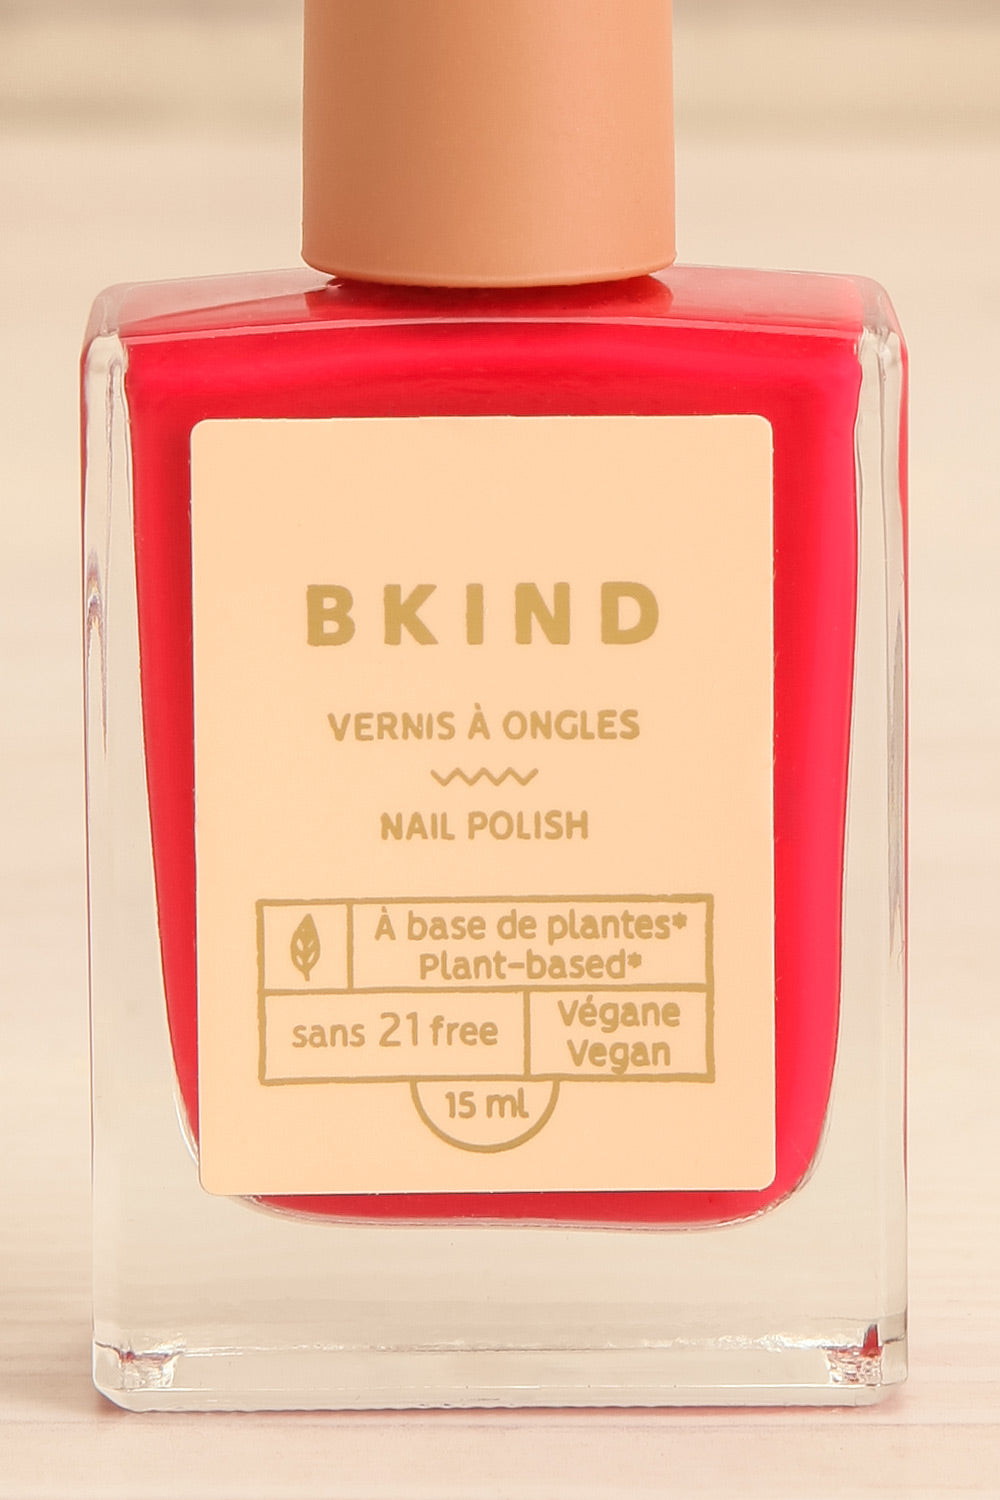 BKIND
VERNIS À ONGLES
NAIL POLISH
À base de plantes*
Plant-based*
sans 21 free
Végane
Vegan
15 ml